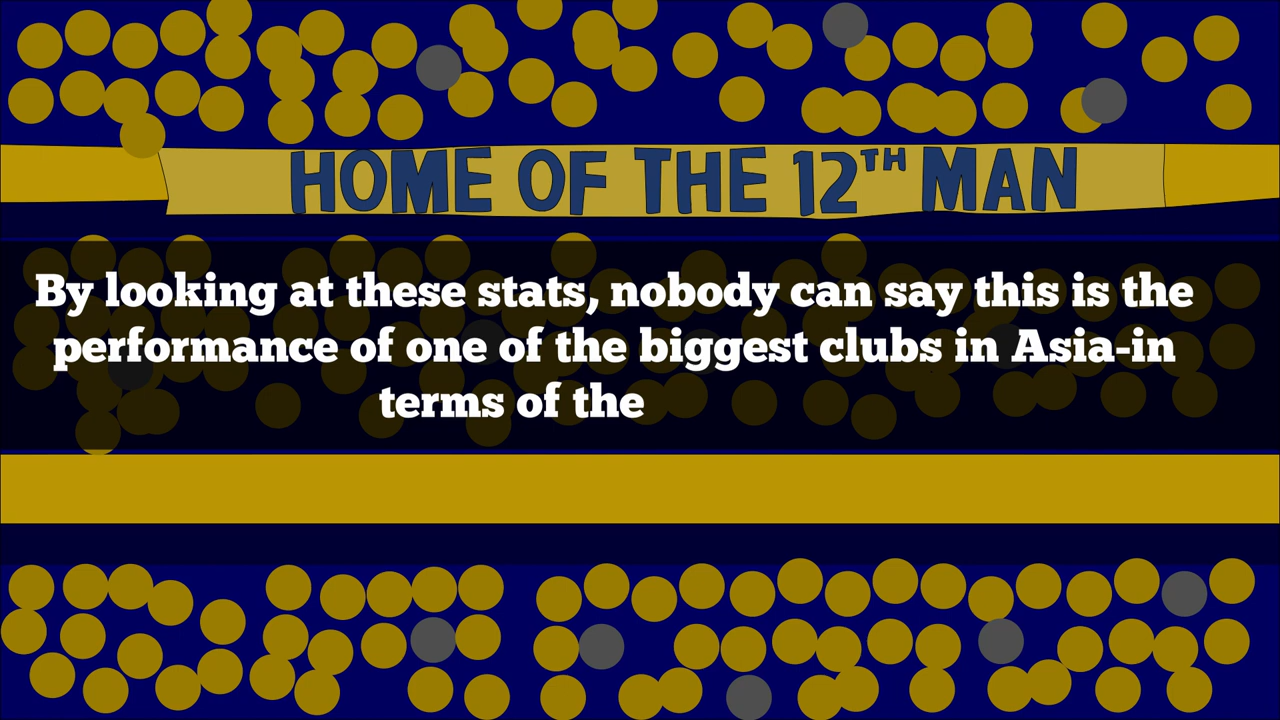 HOME OF THE 12TH MAN
By looking at these stats, nobody can say this is the
performance of one of the biggest clubs in Asia-in
terms of the